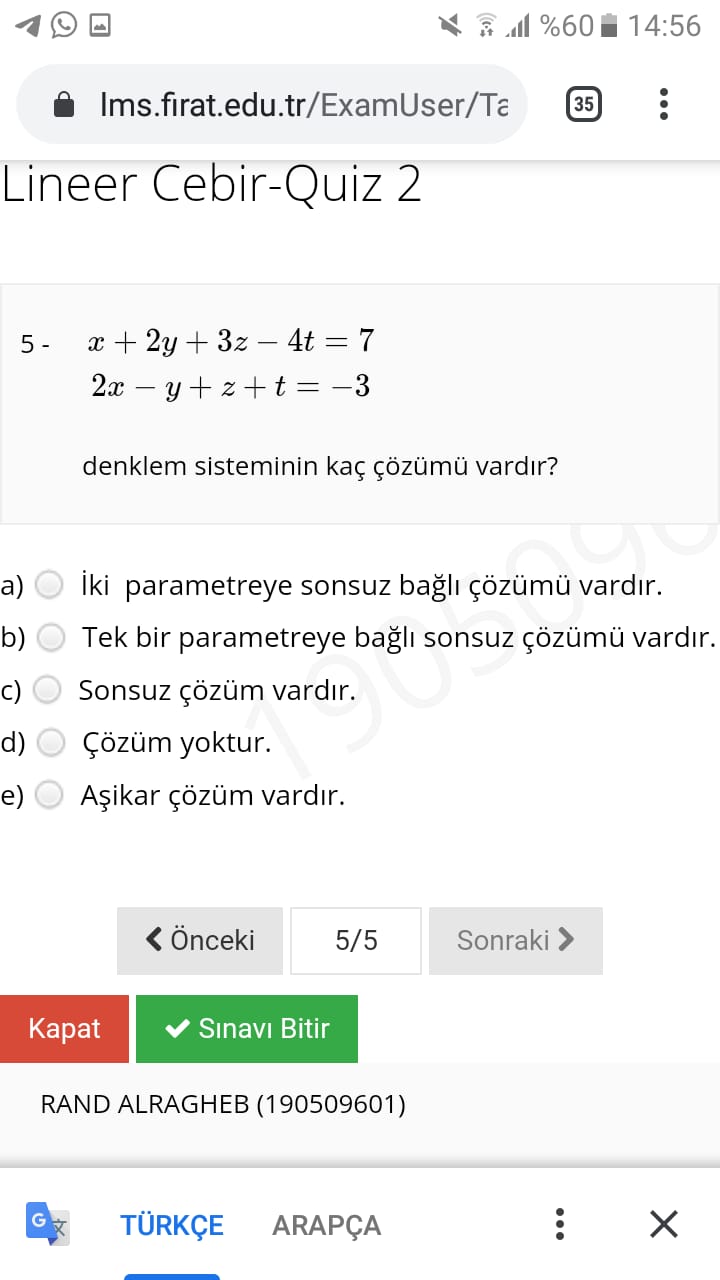 %60 14:56
lms.firat.edu.tr/ExamUser/Ta
35
Lineer Cebir-Quiz 2
5 - x + 2y + 3z − 4t = 7
2x − y + z + t = −3
denklem sisteminin kaç çözümü vardır?
a) İki parametreye sonsuz bağlı çözümü vardır.
b) Tek bir parametreye bağlı sonsuz çözümü vardır.
c) Sonsuz çözüm vardır.
d) Çözüm yoktur.
e) Aşikar çözüm vardır.
Önceki 5/5 Sonraki
Kapat Sınavı Bitir
RAND ALRAGHEB (190509601)
G 文 TÜRKÇE ARAPÇA